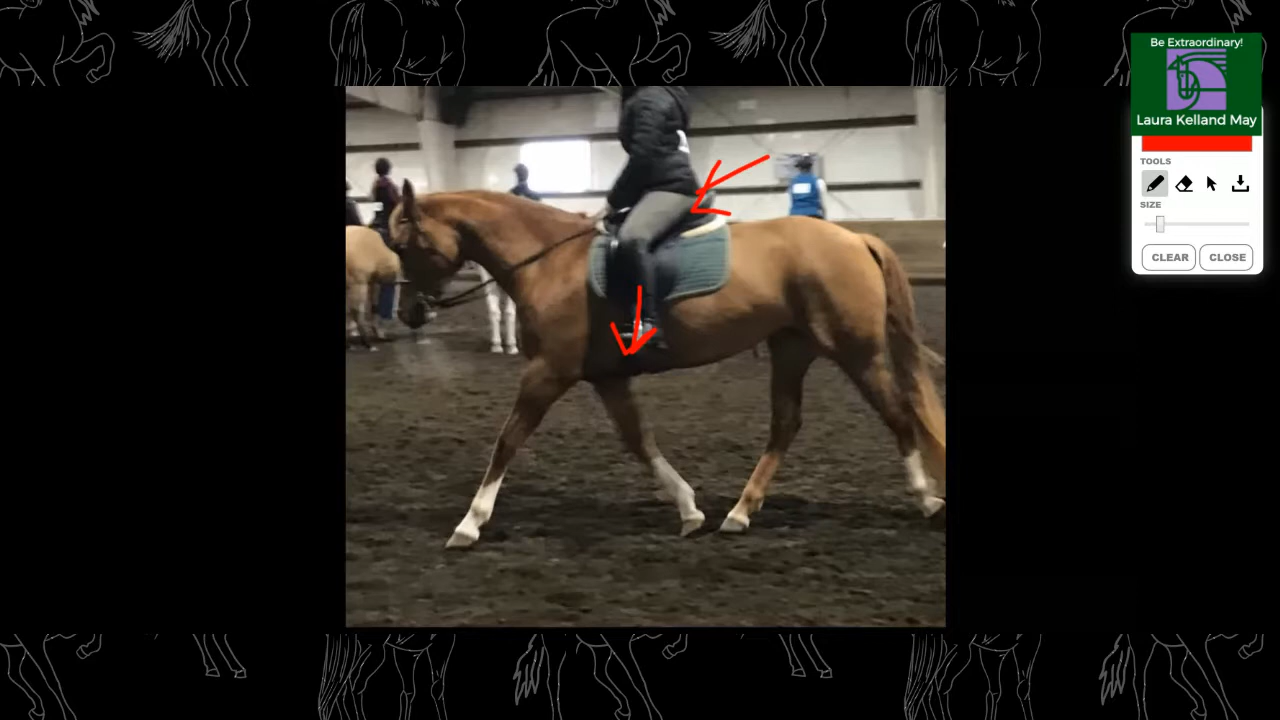 Be Extraordinary!
Laura Kelland May
TOOLS
SIZE
CLEAR
CLOSE